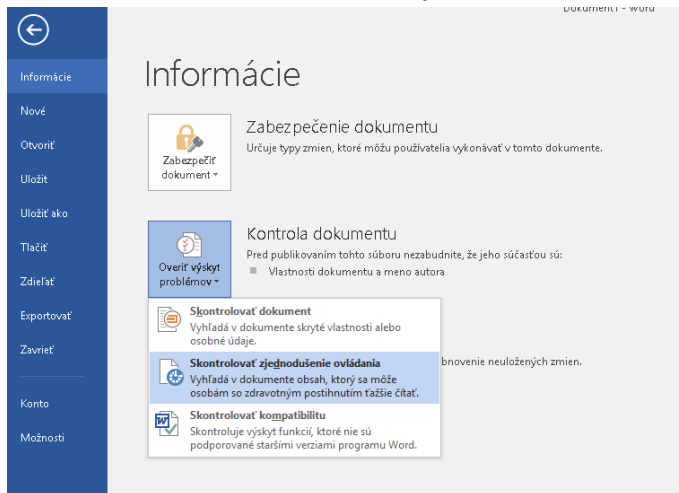 Dokument1 - Word
Informácie
Nové
Otvoriť
Uložit
Uložiť ako
Tlačiť
Zdieľať
Exportovať
Zavrieť
Konto
Možnosti
Informácie
Zabezpečiť
dokument
Zabezpečenie dokumentu
Určuje typy zmien, ktoré môžu používatelia vykonávať v tomto dokumente.
Overiť výskyt
problémov
Kontrola dokumentu
Pred publikovaním tohto súboru nezabudnite, že jeho súčasťou sú:
Vlastnosti dokumentu a meno autora
Skontrolovať dokument
Vyhľadá v dokumente skryté vlastnosti alebo
osobné údaje.
Skontrolovať zjednodušenie ovládania
Vyhľadá v dokumente obsah, ktorý sa môže
osobám so zdravotným postihnutím ťažšie čítať.
bnovenie neuložených zmien.
Skontrolovať kompatibilitu
Skontroluje výskyt funkcií, ktoré nie sú
podporované staršími verziami programu Word.